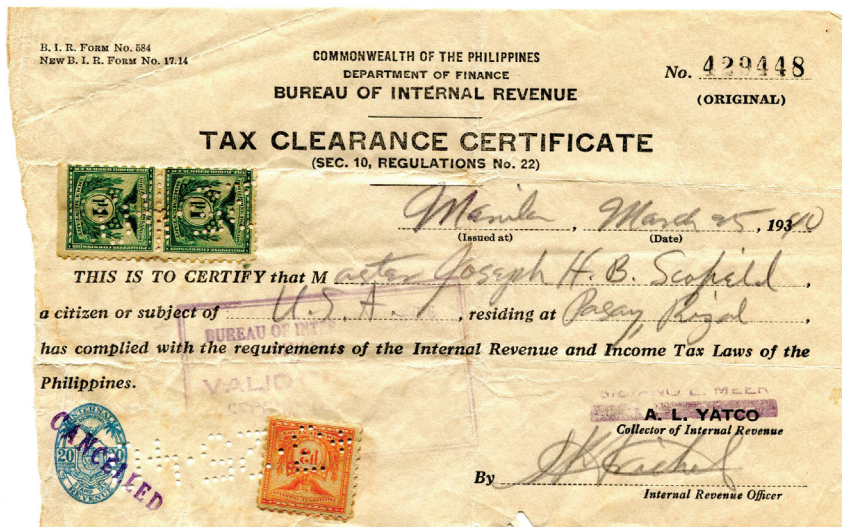 B. I. R. FORM No. 584
NEW B. I. R. FORM No. 17.14
COMMONWEALTH OF THE PHILIPPINES
DEPARTMENT OF FINANCE
BUREAU OF INTERNAL REVENUE
No. 429448
(ORIGINAL)
TAX CLEARANCE CERTIFICATE
(SEC. 10, REGULATIONS No. 22)
Manila, March 25, 1940
(Issued at) (Date)
THIS IS TO CERTIFY that Master Joseph H. B. Scofield,
a citizen or subject of U. S. A., residing at Pasay, Rizal
has complied with the requirements of the Internal Revenue and Income Tax Laws of the
Philippines.
BUREAU OF INT
VALID
CANCELLED
INTERNAL
20 20
REVENUE
A. L. YATCO
Collector of Internal Revenue
By
Internal Revenue Officer